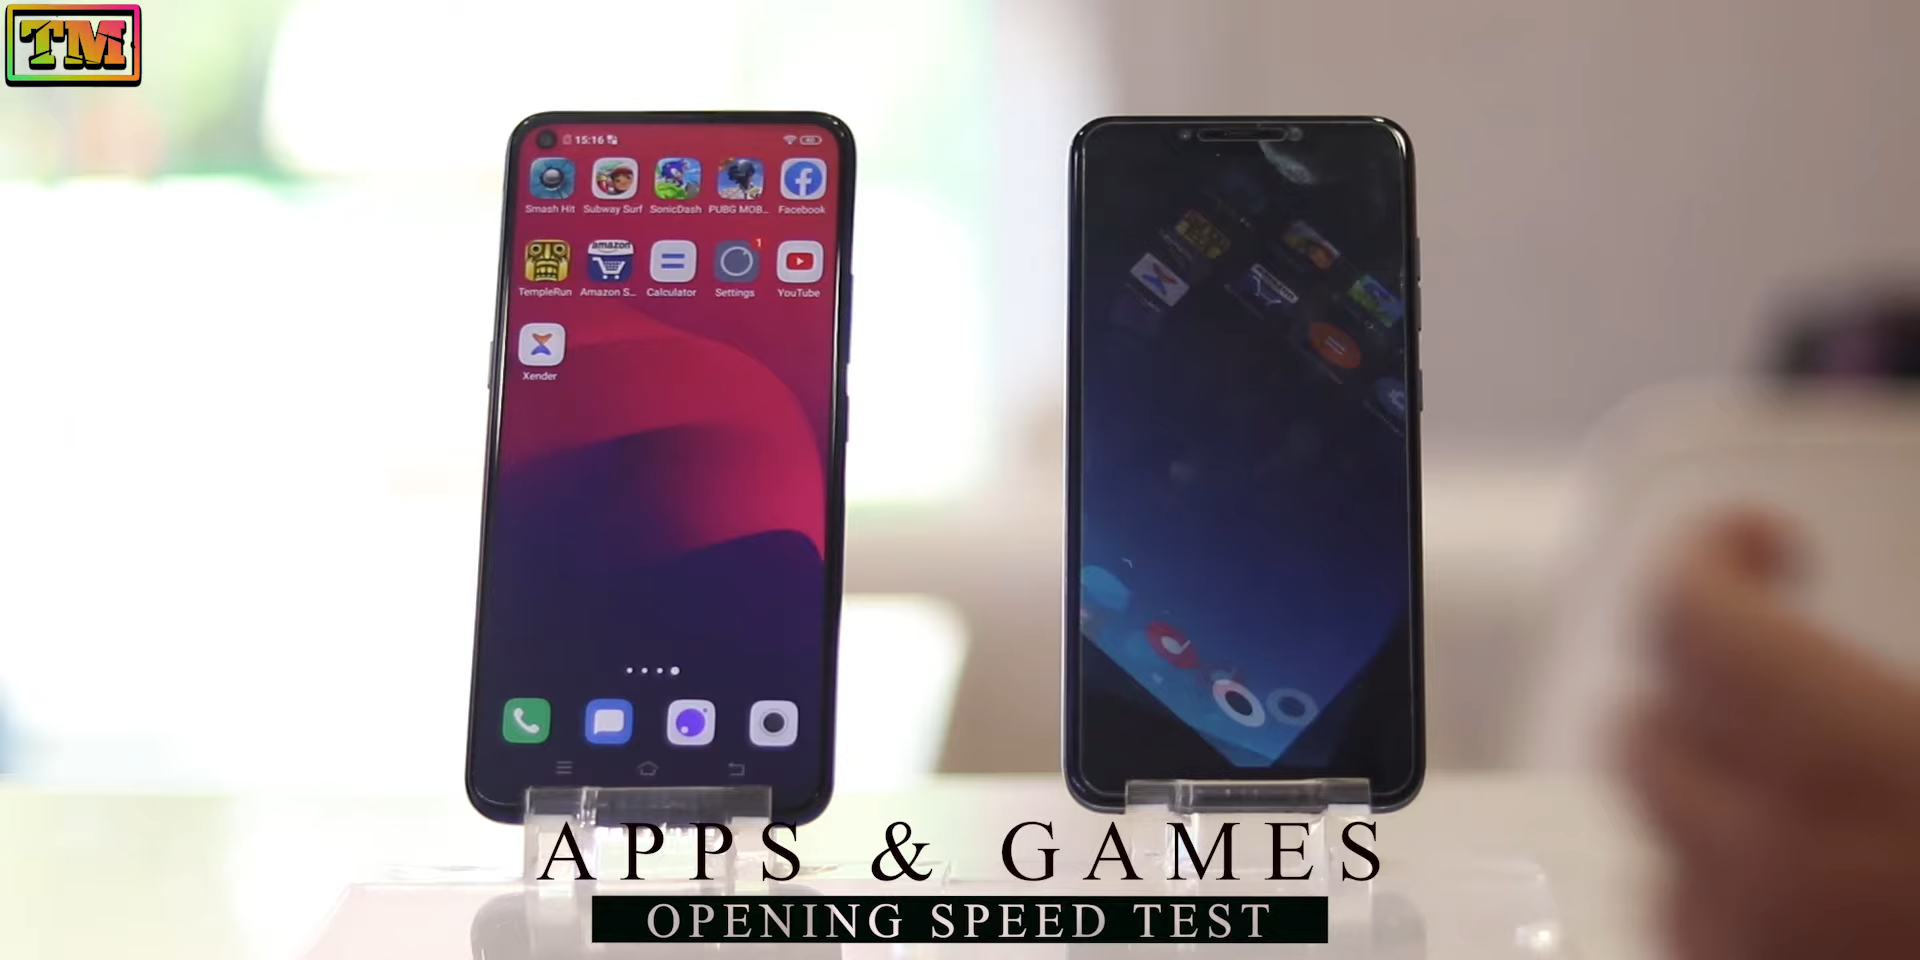 TM
15:16
Smash Hit Subway Surf SonicDash PUBG MOB... Facebook
amazon
TempleRun Amazon S... Calculator Settings YouTube
1
Xender
APPS & GAMES
OPENING SPEED TEST